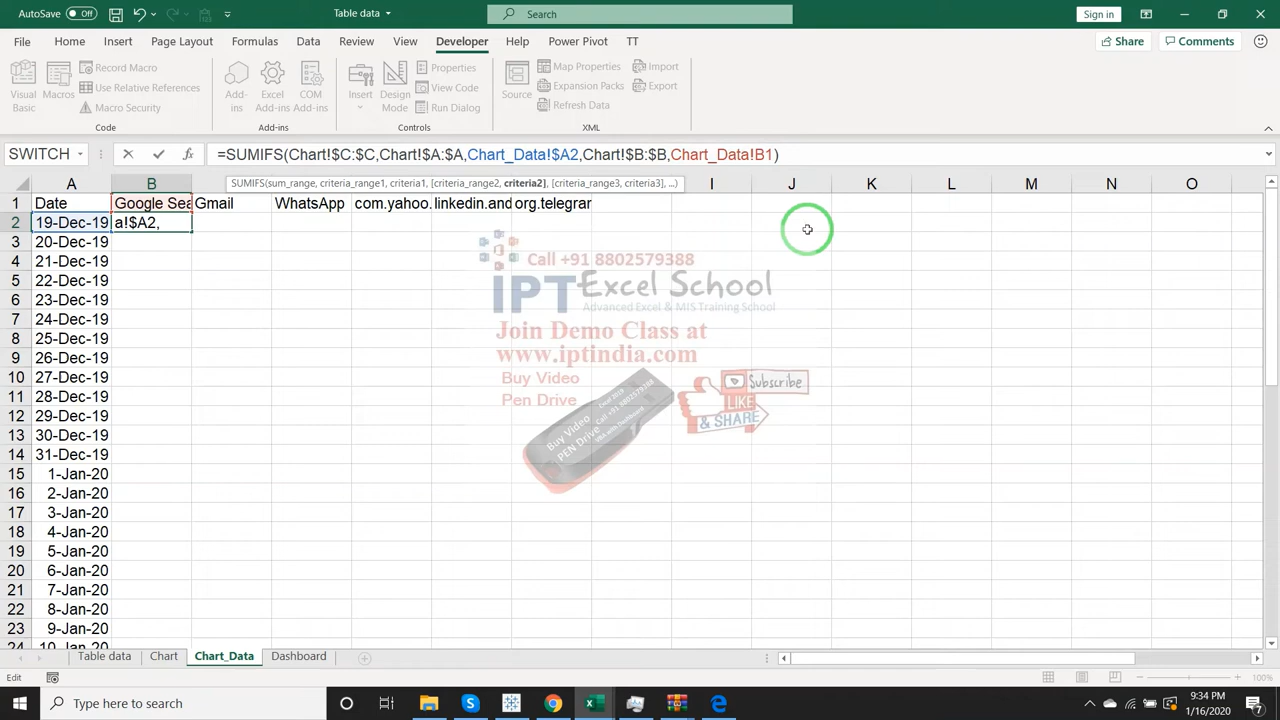 AutoSave Off Table data Search Sign in
File Home Insert Page Layout Formulas Data Review View Developer Help Power Pivot TT Share Comments
Visual Basic Macros Record Macro Use Relative References Macro Security Code
Add-ins Excel Add-ins COM Add-ins Add-ins
Insert Design Mode Properties View Code Run Dialog Controls
Source Map Properties Expansion Packs Refresh Data Import Export XML
SWITCH fx =SUMIFS(Chart!$C:$C,Chart!$A:$A,Chart_Data!$A2,Chart!$B:$B,Chart_Data!B1)
SUMIFS(sum_range, criteria_range1, criteria1, [criteria_range2, criteria2], [criteria_range3, criteria3], ...)
A B I J K L M N O
1 Date Google Sea Gmail WhatsApp com.yahoo. linkedin.and org.telegrar
2 19-Dec-19 a!$A2,
3 20-Dec-19
4 21-Dec-19
5 22-Dec-19
6 23-Dec-19
7 24-Dec-19
8 25-Dec-19
9 26-Dec-19
10 27-Dec-19
11 28-Dec-19
12 29-Dec-19
13 30-Dec-19
14 31-Dec-19
15 1-Jan-20
16 2-Jan-20
17 3-Jan-20
18 4-Jan-20
19 5-Jan-20
20 6-Jan-20
21 7-Jan-20
22 8-Jan-20
23 9-Jan-20
24 10-Jan-20
Call +91 8802579388
IPT Excel School
Advanced Excel & MIS Training School
Join Demo Class at
www.iptindia.com
Buy Video
Pen Drive
Buy Video
PEN Drive
Subscribe
LIKE
& SHARE
Table data Chart Chart_Data Dashboard
Edit 100%
Type here to search
9:34 PM
1/16/2020